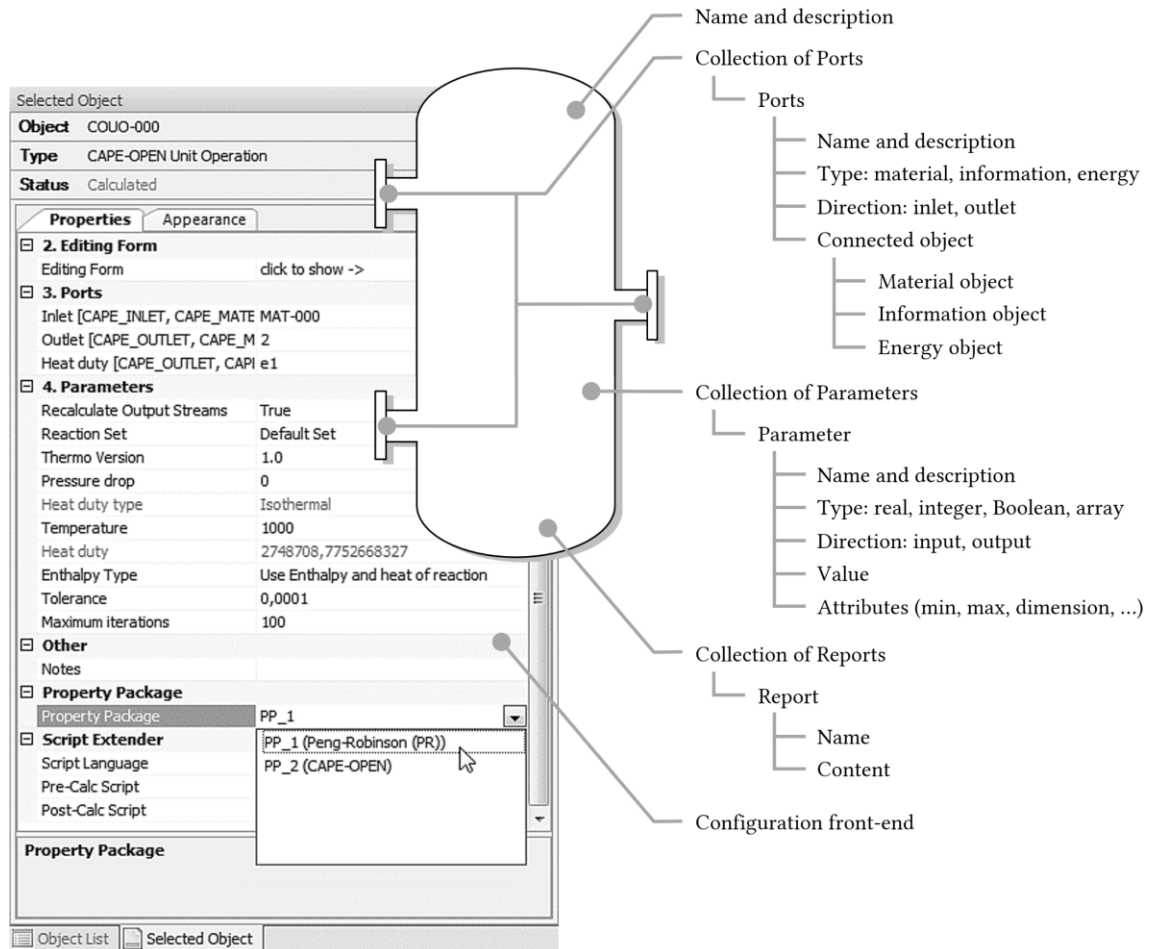 Selected Object
Object COUO-000
Type CAPE-OPEN Unit Operation
Status Calculated
Properties Appearance
2. Editing Form
Editing Form click to show ->
3. Ports
Inlet [CAPE_INLET, CAPE_MATE MAT-000
Outlet [CAPE_OUTLET, CAPE_M 2
Heat duty [CAPE_OUTLET, CAPI e1
4. Parameters
Recalculate Output Streams True
Reaction Set Default Set
Thermo Version 1.0
Pressure drop 0
Heat duty type Isothermal
Temperature 1000
Heat duty 2748708,7752668327
Enthalpy Type Use Enthalpy and heat of reaction
Tolerance 0,0001
Maximum iterations 100
Other
Notes
Property Package
Property Package PP_1
PP_1 (Peng-Robinson (PR))
PP_2 (CAPE-OPEN)
Script Extender
Script Language
Pre-Calc Script
Post-Calc Script
Property Package
Object List Selected Object
Name and description
Collection of Ports
Ports
Name and description
Type: material, information, energy
Direction: inlet, outlet
Connected object
Material object
Information object
Energy object
Collection of Parameters
Parameter
Name and description
Type: real, integer, Boolean, array
Direction: input, output
Value
Attributes (min, max, dimension, ...)
Collection of Reports
Report
Name
Content
Configuration front-end